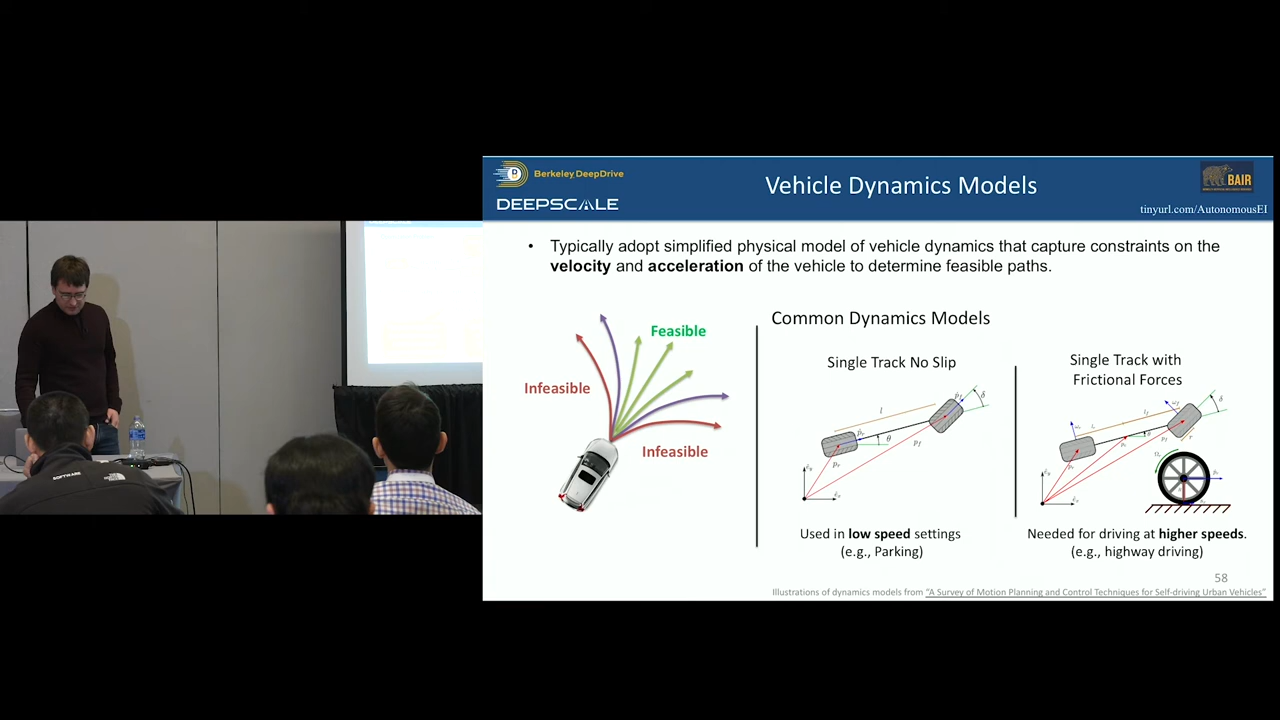 Berkeley DeepDrive
DEEPSCALE
Vehicle Dynamics Models
BAIR
tinyurl.com/AutonomousEI
• Typically adopt simplified physical model of vehicle dynamics that capture constraints on the
velocity and acceleration of the vehicle to determine feasible paths.
Feasible
Infeasible
Infeasible
Common Dynamics Models
Single Track No Slip
l
δ
θ
Used in low speed settings
(e.g., Parking)
Single Track with
Frictional Forces
δ
Needed for driving at higher speeds.
(e.g., highway driving)
58
Illustrations of dynamics models from "A Survey of Motion Planning and Control Techniques for Self-driving Urban Vehicles"
SOFTWARE